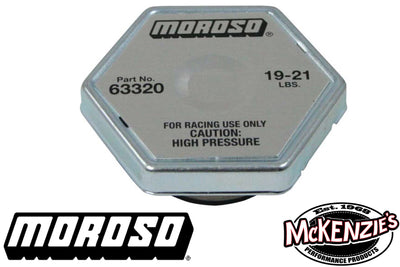 MOROSO®
Part No.
63320
19-21
LBS.
FOR RACING USE ONLY
CAUTION:
HIGH PRESSURE
MOROSO®
Est. 1968
McKENZIE'S
PERFORMANCE PRODUCTS